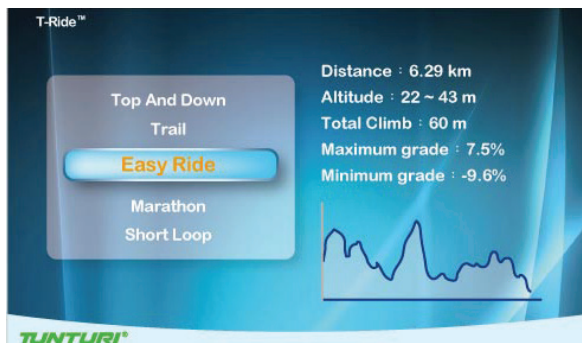 T-Ride™
Top And Down
Trail
Easy Ride
Marathon
Short Loop
Distance : 6.29 km
Altitude : 22 ~ 43 m
Total Climb : 60 m
Maximum grade : 7.5%
Minimum grade : -9.6%
TUNTURI®